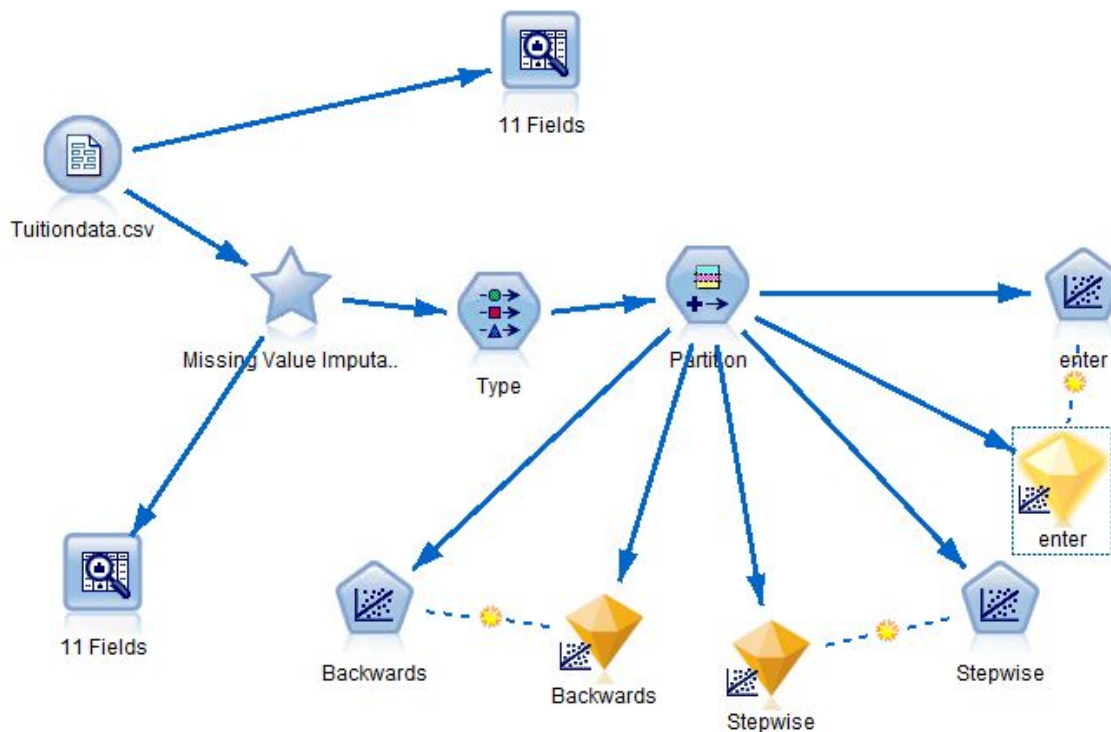 11 Fields
Tuitiondata.csv
Missing Value Imputa..
Type
Partition
enter
enter
11 Fields
Backwards
Backwards
Stepwise
Stepwise